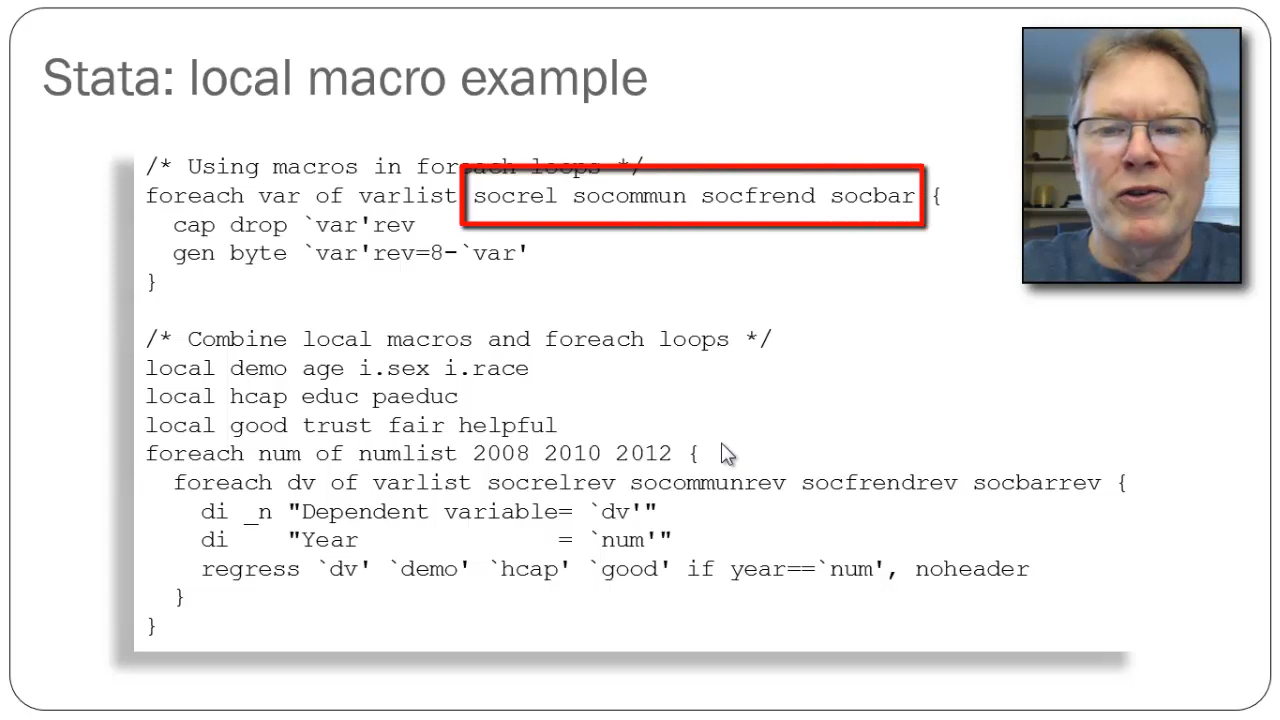 Stata: local macro example
/* Using macros in foreach loops */
foreach var of varlist socrel socommun socfrend socbar {
  cap drop `var'rev
  gen byte `var'rev=8-`var'
}
/* Combine local macros and foreach loops */
local demo age i.sex i.race
local hcap educ paeduc
local good trust fair helpful
foreach num of numlist 2008 2010 2012 {
  foreach dv of varlist socrelrev socommunrev socfrendrev socbarrev {
    di _n "Dependent variable= `dv'"
    di    "Year              = `num'"
    regress `dv' `demo' `hcap' `good' if year==`num', noheader
  }
}